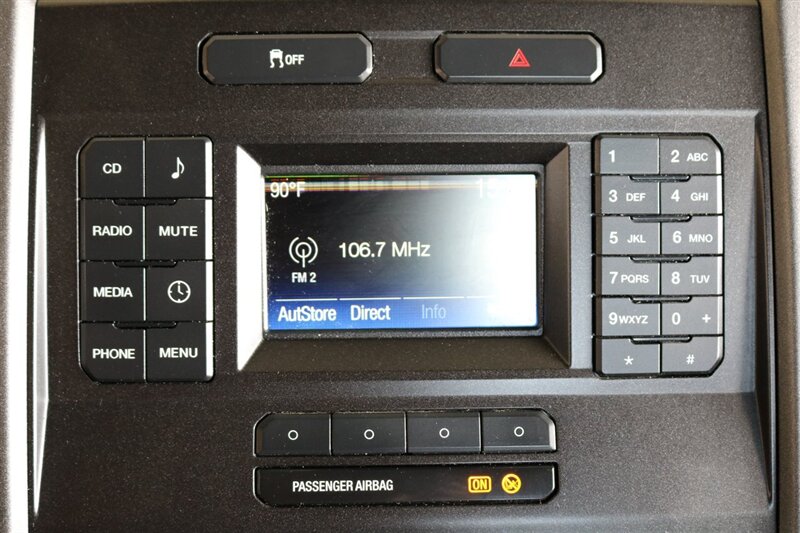 OFF
CD
RADIO MUTE
MEDIA
PHONE MENU
90°F
106.7 MHz
FM 2
AutStore Direct Info
1 2 ABC
3 DEF 4 GHI
5 JKL 6 MNO
7 PQRS 8 TUV
9 WXYZ 0 +
* #
PASSENGER AIRBAG ON